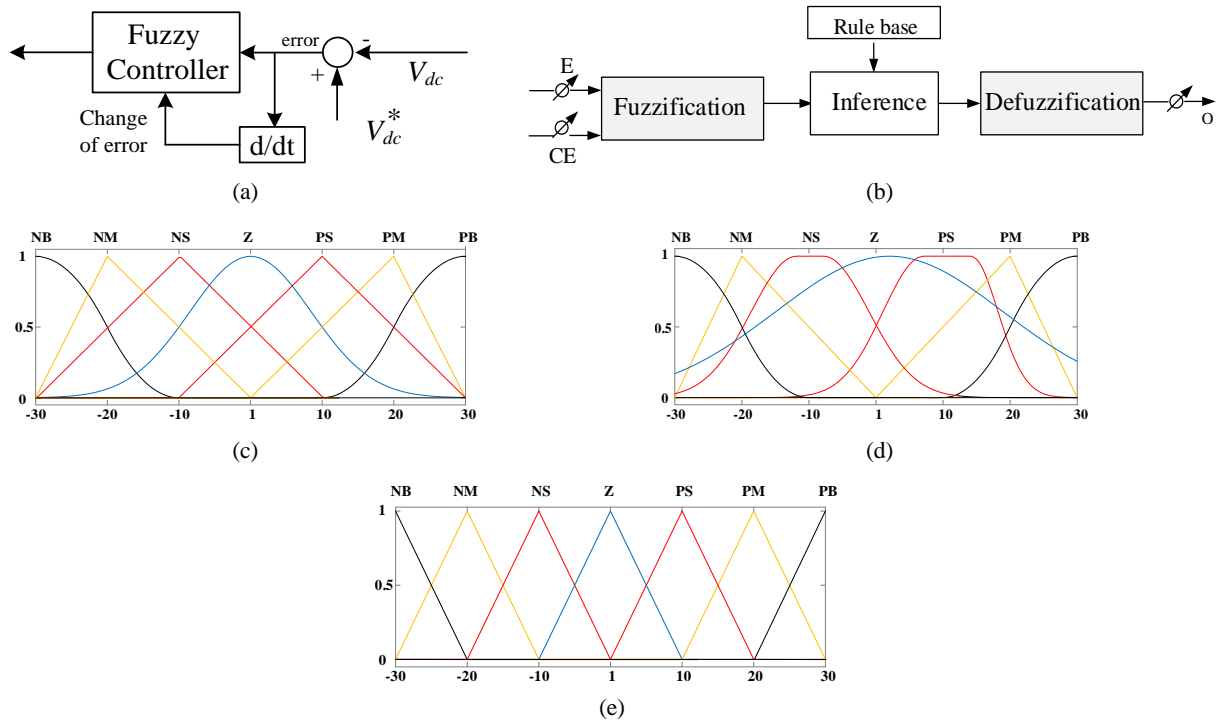 Fuzzy
Controller
error
-
+
V_dc
V*_dc
Change
of error
d/dt
(a)
Rule base
E
CE
Fuzzification
Inference
Defuzzification
O
(b)
NB NM NS Z PS PM PB
1
0.5
0
-30 -20 -10 1 10 20 30
(c)
NB NM NS Z PS PM PB
1
0.5
0
-30 -20 -10 1 10 20 30
(d)
NB NM NS Z PS PM PB
1
0.5
0
-30 -20 -10 1 10 20 30
(e)